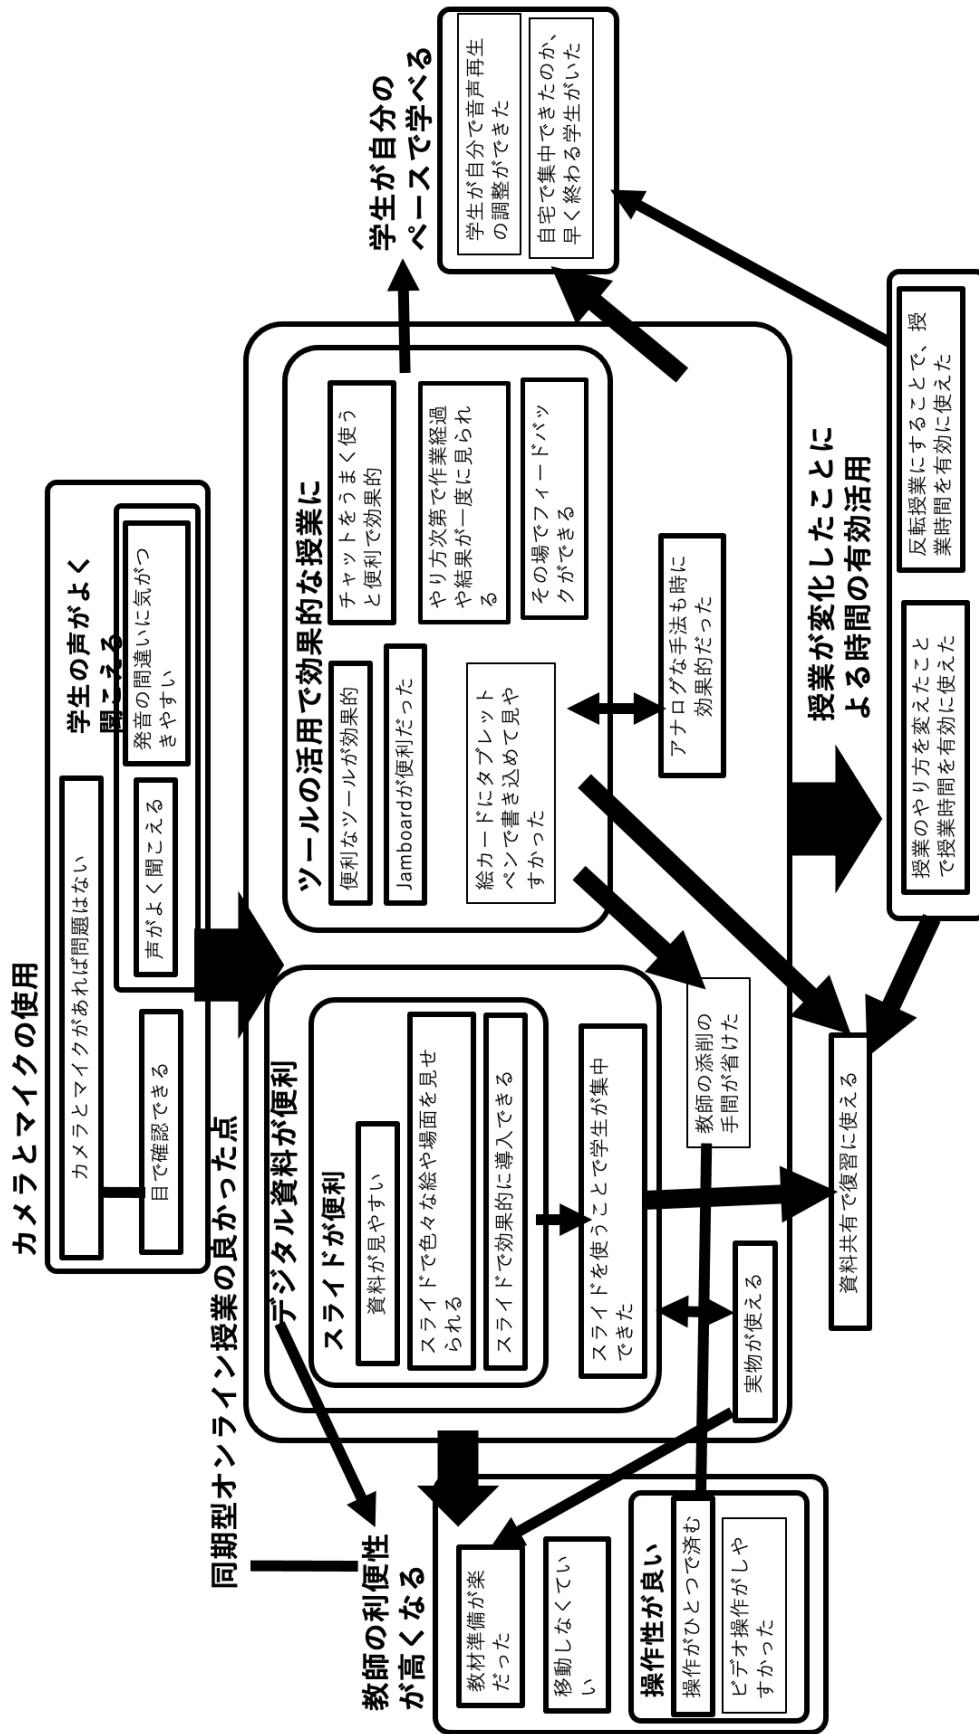 カメラとマイクの使用
カメラとマイクがあれば問題はない
目で確認できる
学生の声がよく
聞こえる
声がよく聞こえる
発音の間違いに気がつ
きやすい
同期型オンライン授業の良かった点
デジタル資料が便利
スライドが便利
資料が見やすい
スライドで色々な絵や場面を見せ
られる
スライドで効果的に導入できる
スライドを使うことで学生が集中
できた
実物が使える
教師の添削の
手間が省けた
ツールの活用で効果的な授業に
便利なツールが効果的
Jamboardが便利だった
絵カードにタブレット
ペンで書き込めて見や
すかった
チャットをうまく使う
と便利で効果的
やり方次第で作業経過
や結果が一度に見られ
る
その場でフィードバッ
クができる
アナログな手法も時に
効果的だった
教師の利便性
が高くなる
教材準備が楽
だった
移動しなくてい
い
操作性が良い
操作がひとつで済む
ビデオ操作がしや
すかった
学生が自分の
ペースで学べる
学生が自分で音声再生
の調整ができた
自宅で集中できたのか、
早く終わる学生がいた
資料共有で復習に使える
授業が変化したことに
よる時間の有効活用
授業のやり方を変えたこと
で授業時間を有効に使えた
反転授業にすることで、授
業時間を有効に使えた